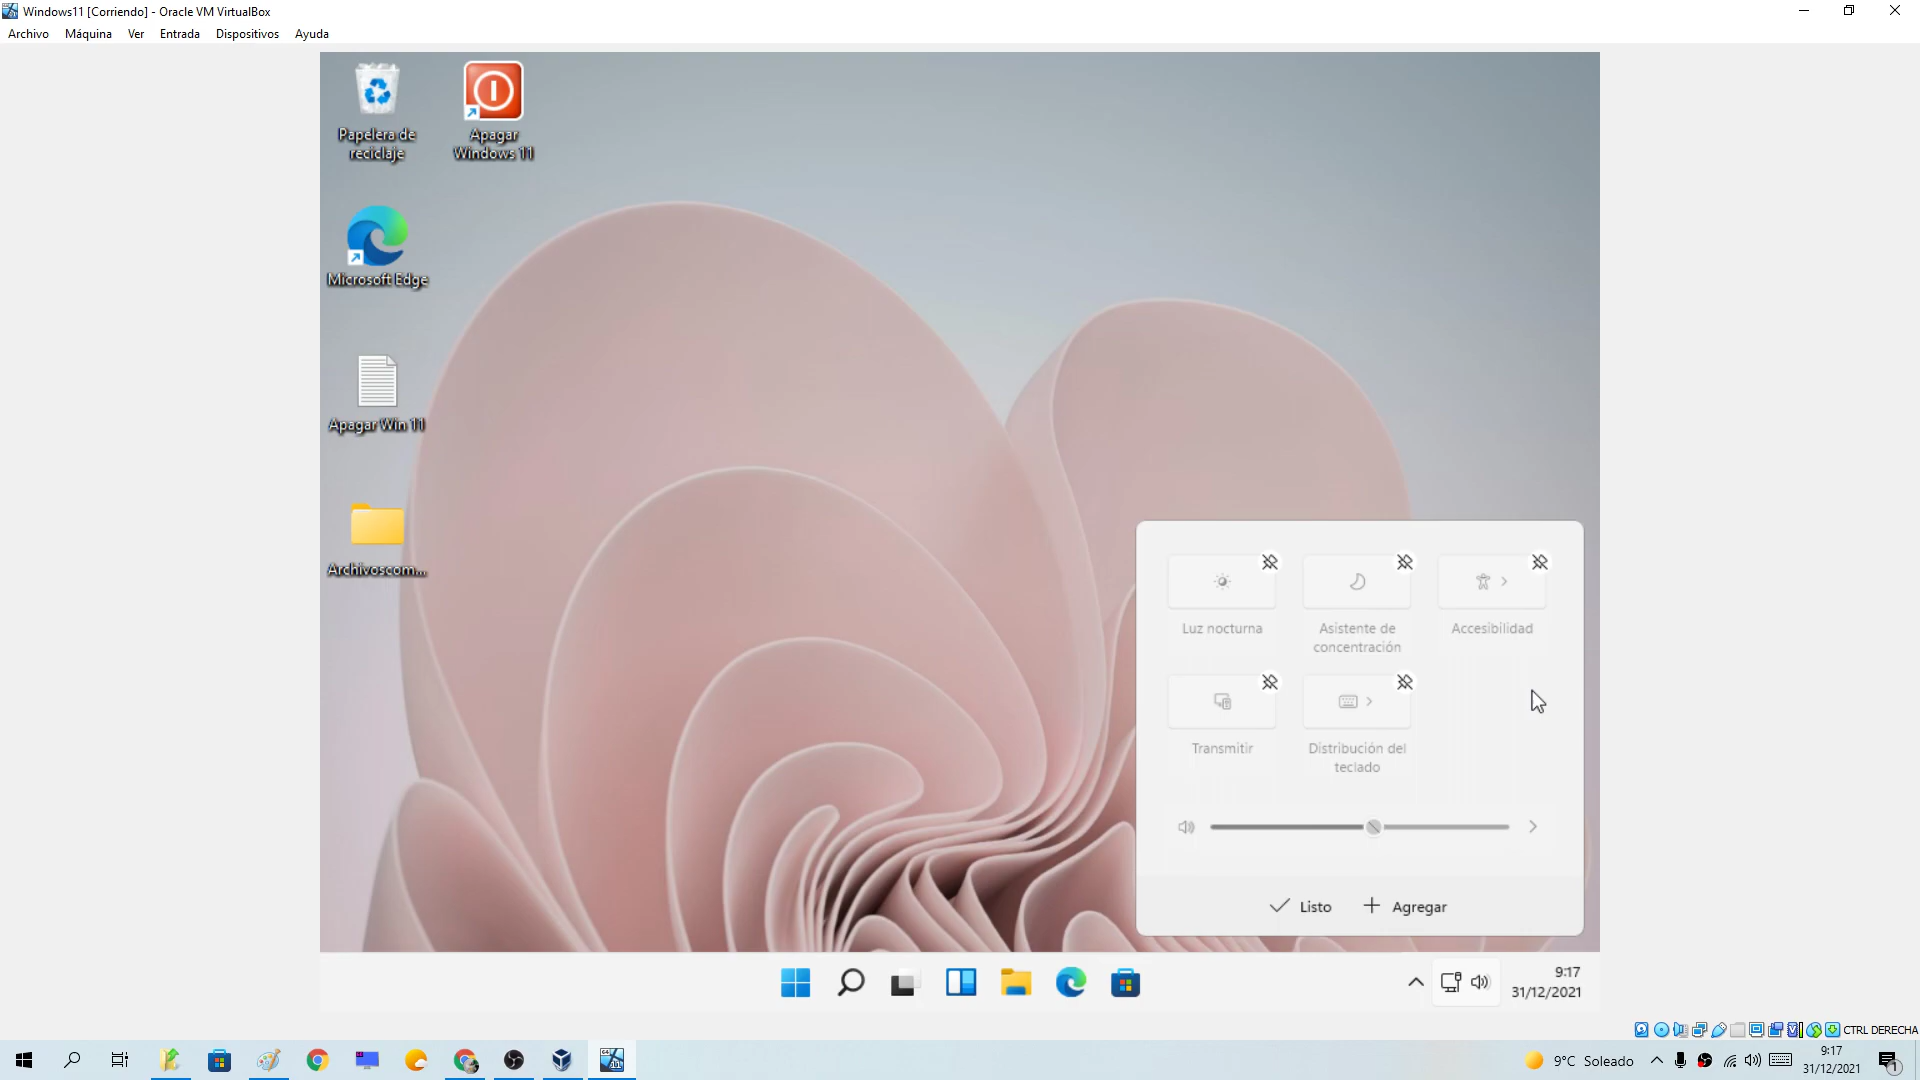 Windows11 [Corriendo] - Oracle VM VirtualBox
Archivo Máquina Ver Entrada Dispositivos Ayuda
Papelera de
reciclaje
Apagar
Windows 11
Microsoft Edge
Apagar Win 11
Archivoscom...
Luz nocturna
Asistente de
concentración
Accesibilidad
Transmitir
Distribución del
teclado
Listo
Agregar
9:17
31/12/2021
CTRL DERECHA
9°C Soleado
9:17
31/12/2021
1